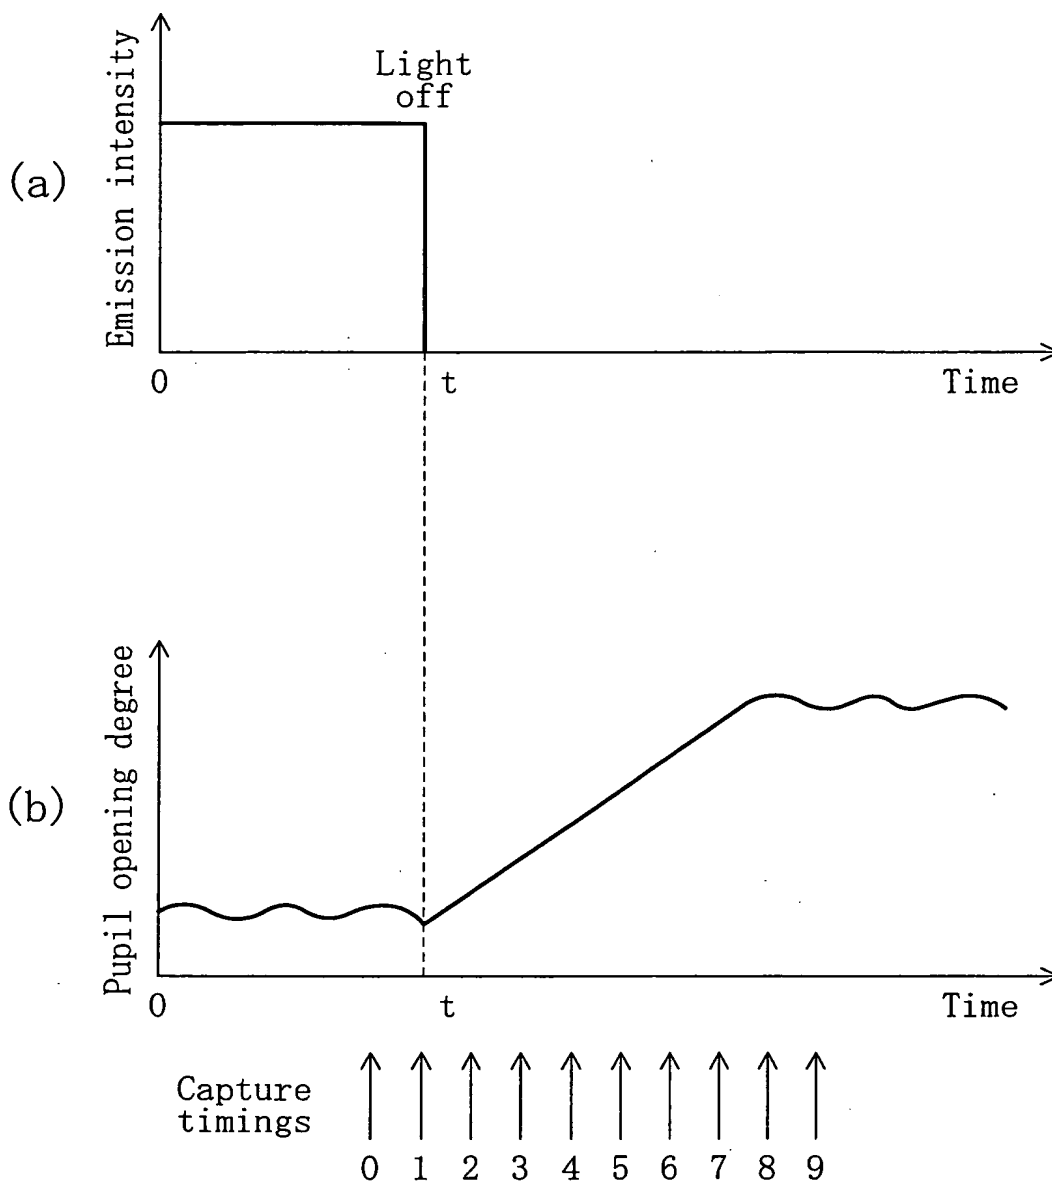 (a)
Emission intensity
Light
off
0
t
Time
(b)
Pupil opening degree
0
t
Time
Capture
timings
0 1 2 3 4 5 6 7 8 9